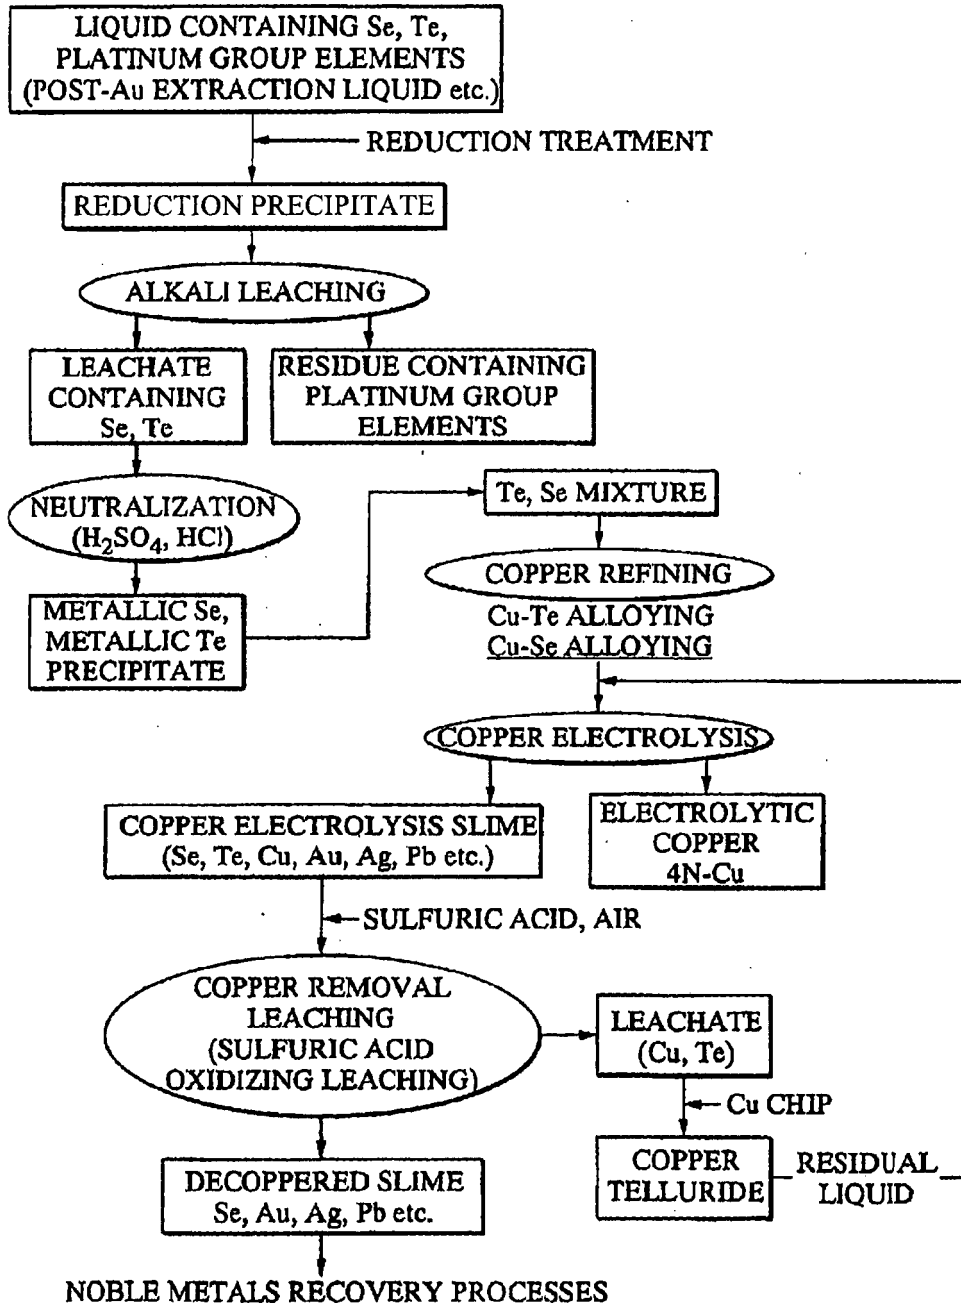 LIQUID CONTAINING Se, Te,
PLATINUM GROUP ELEMENTS
(POST-Au EXTRACTION LIQUID etc.)
REDUCTION TREATMENT
REDUCTION PRECIPITATE
ALKALI LEACHING
LEACHATE
CONTAINING
Se, Te
RESIDUE CONTAINING
PLATINUM GROUP
ELEMENTS
NEUTRALIZATION
(H₂SO₄, HCl)
METALLIC Se,
METALLIC Te
PRECIPITATE
Te, Se MIXTURE
COPPER REFINING
Cu-Te ALLOYING
Cu-Se ALLOYING
COPPER ELECTROLYSIS
COPPER ELECTROLYSIS SLIME
(Se, Te, Cu, Au, Ag, Pb etc.)
ELECTROLYTIC
COPPER
4N-Cu
SULFURIC ACID, AIR
COPPER REMOVAL
LEACHING
(SULFURIC ACID
OXIDIZING LEACHING)
LEACHATE
(Cu, Te)
Cu CHIP
COPPER
TELLURIDE
RESIDUAL
LIQUID
DECOPPERED SLIME
Se, Au, Ag, Pb etc.
NOBLE METALS RECOVERY PROCESSES